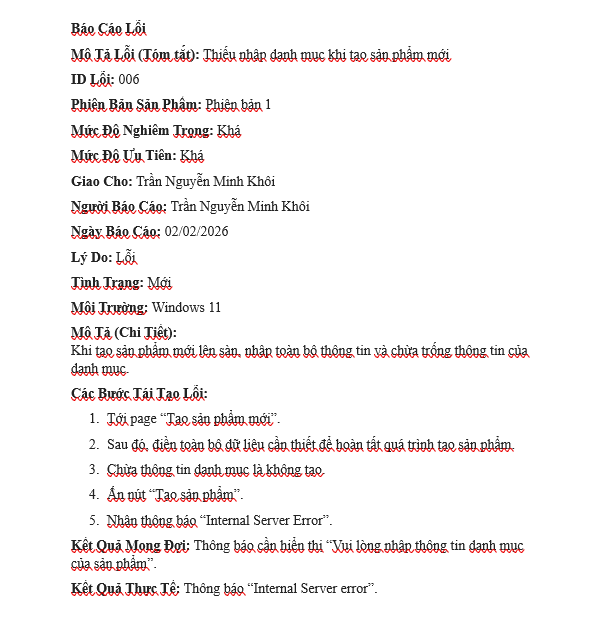 Báo Cáo Lỗi
Mô Tả Lỗi (Tóm tắt): Thiếu nhập danh mục khi tạo sản phẩm mới
ID Lỗi: 006
Phiên Bản Sản Phẩm: Phiên bản 1
Mức Độ Nghiêm Trọng: Khá
Mức Độ Ưu Tiên: Khá
Giao Cho: Trần Nguyễn Minh Khôi
Người Báo Cáo: Trần Nguyễn Minh Khôi
Ngày Báo Cáo: 02/02/2026
Lý Do: Lỗi
Tình Trạng: Mới
Môi Trường: Windows 11
Mô Tả (Chi Tiết):
Khi tạo sản phẩm mới lên sàn, nhập toàn bộ thông tin và chừa trống thông tin của
danh mục.
Các Bước Tái Tạo Lỗi:
1. Tới page “Tạo sản phẩm mới”.
2. Sau đó, điền toàn bộ dữ liệu cần thiết để hoàn tất quá trình tạo sản phẩm.
3. Chừa thông tin danh mục là không tạo.
4. Ấn nút “Tạo sản phẩm”.
5. Nhận thông báo “Internal Server Error”.
Kết Quả Mong Đợi: Thông báo cần hiển thị “Vui lòng nhập thông tin danh mục
của sản phẩm”.
Kết Quả Thực Tế: Thông báo “Internal Server error”.